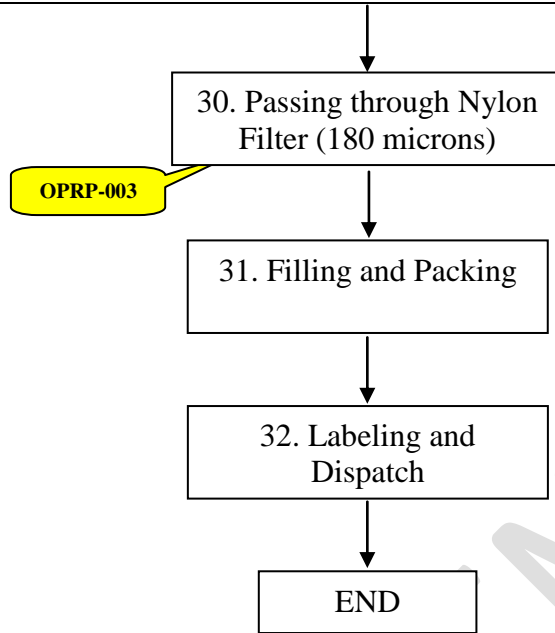 30. Passing through Nylon
Filter (180 microns)
OPRP-003
31. Filling and Packing
32. Labeling and
Dispatch
END